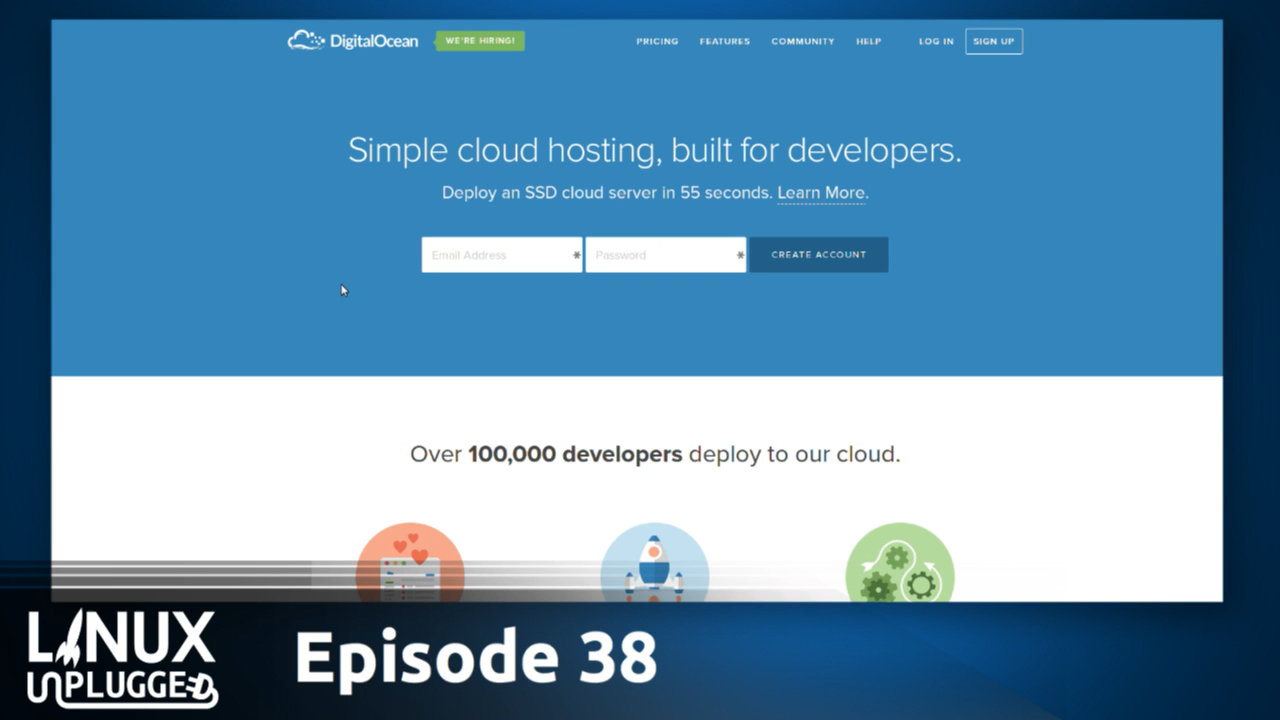 DigitalOcean WE'RE HIRING! PRICING FEATURES COMMUNITY HELP LOG IN SIGN UP
Simple cloud hosting, built for developers.
Deploy an SSD cloud server in 55 seconds. Learn More.
Email Address * Password * CREATE ACCOUNT
Over 100,000 developers deploy to our cloud.
LINUX
UNPLUGGED
Episode 38